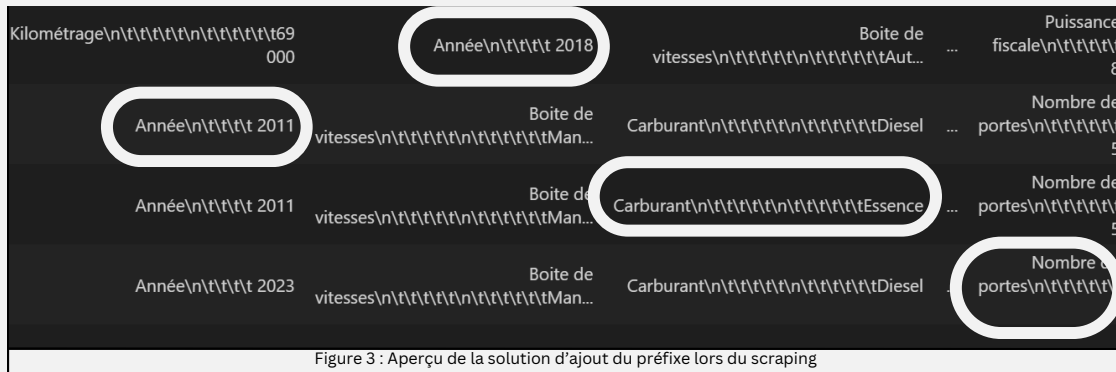 Kilométrage\n\t\t\t\t\t\n\t\t\t\t\t\t69 000
Année\n\t\t\t\t 2018
Boite de vitesses\n\t\t\t\t\t\n\t\t\t\t\t\tAut...
...
Puissance fiscale\n\t\t\t\t\t
Année\n\t\t\t\t 2011
Boite de vitesses\n\t\t\t\t\t\n\t\t\t\t\t\tMan...
Carburant\n\t\t\t\t\t\n\t\t\t\t\t\tDiesel
...
Nombre de portes\n\t\t\t\t\t
Année\n\t\t\t\t 2011
Boite de vitesses\n\t\t\t\t\t\n\t\t\t\t\t\tMan...
Carburant\n\t\t\t\t\t\n\t\t\t\t\t\tEssence
...
Nombre de portes\n\t\t\t\t\t
Année\n\t\t\t\t 2023
Boite de vitesses\n\t\t\t\t\t\n\t\t\t\t\t\tMan...
Carburant\n\t\t\t\t\t\n\t\t\t\t\t\tDiesel
Nombre
portes\n\t\t\t\t\t\
Figure 3 : Aperçu de la solution d'ajout du préfixe lors du scraping